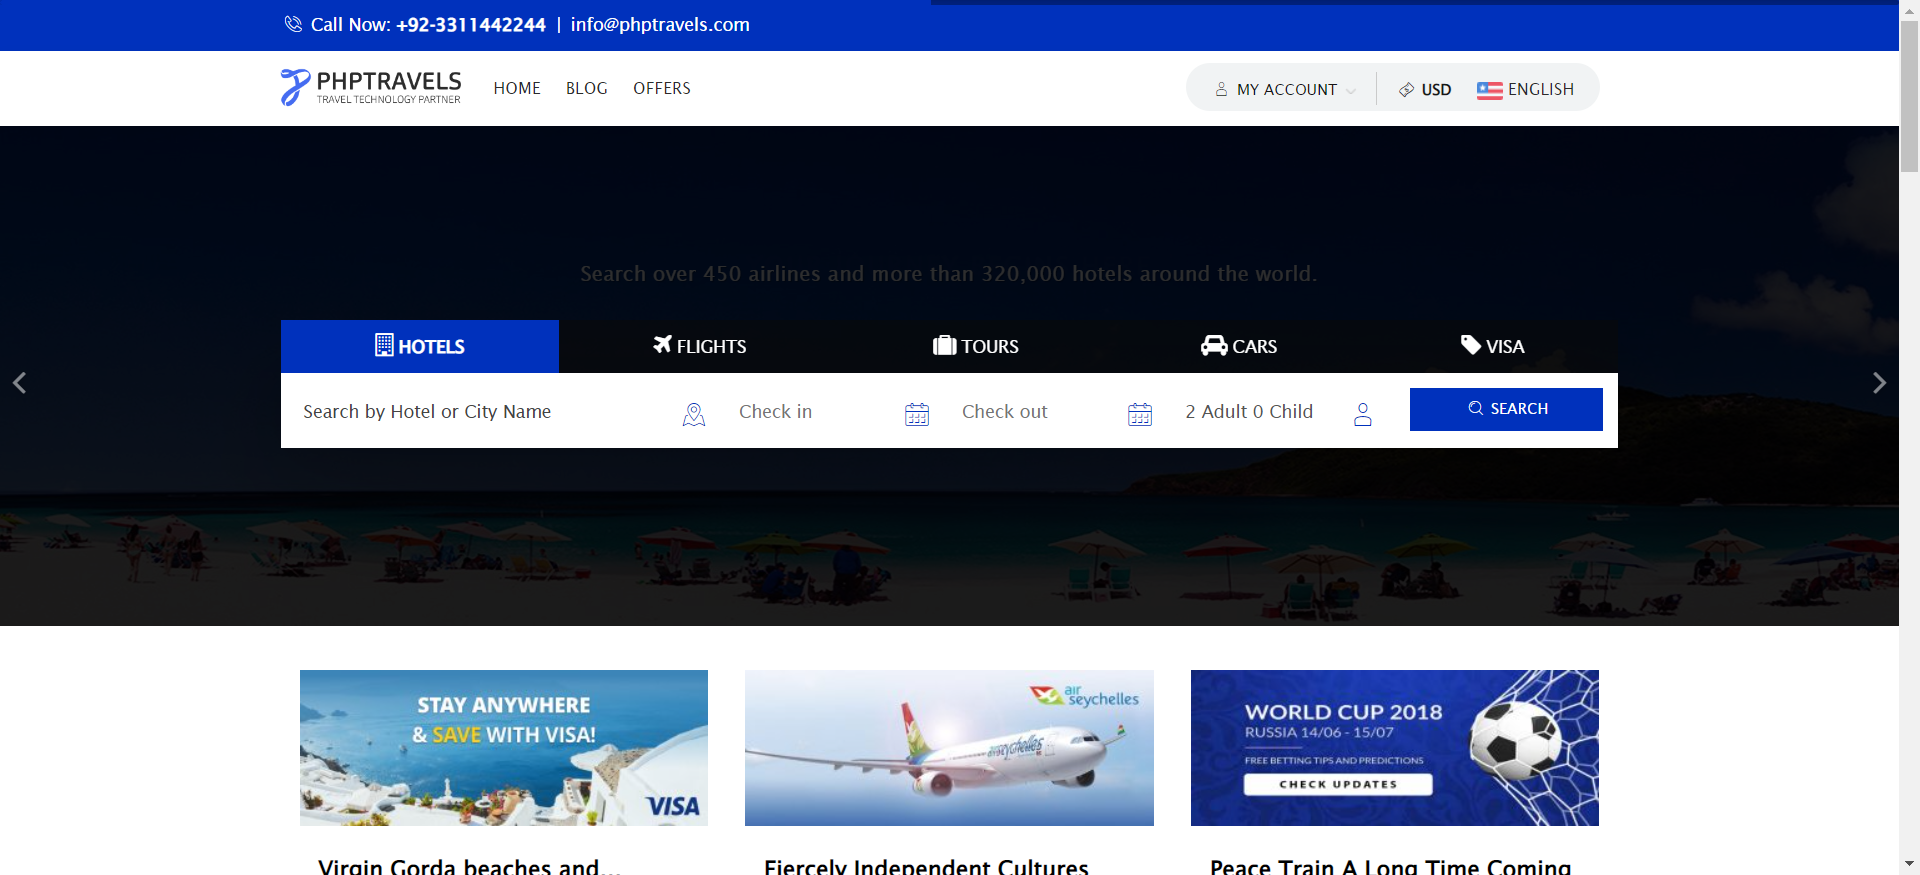 Call Now: +92-3311442244 | info@phptravels.com
PHPTRAVELS
TRAVEL TECHNOLOGY PARTNER
HOME BLOG OFFERS
MY ACCOUNT USD ENGLISH
Search over 450 airlines and more than 320,000 hotels around the world.
HOTELS FLIGHTS TOURS CARS VISA
Search by Hotel or City Name Check in Check out 2 Adult 0 Child SEARCH
STAY ANYWHERE
& SAVE WITH VISA!
VISA
air
seychelles
air seychelles
WORLD CUP 2018
RUSSIA 14/06 - 15/07
FREE BETTING TIPS AND PREDICTIONS
CHECK UPDATES
Virgin Gorda beaches and... Fiercely Independent Cultures Peace Train A Long Time Coming